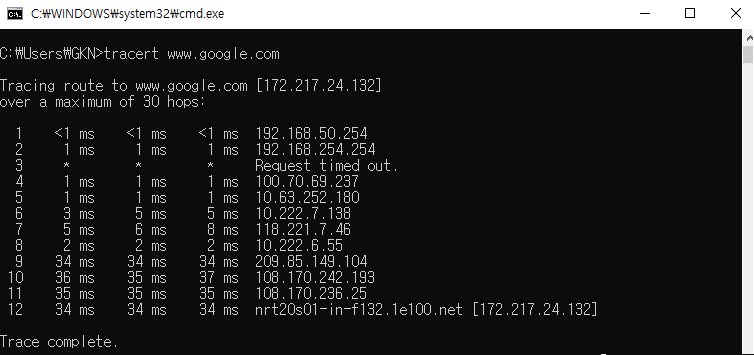 C:₩WINDOWS₩system32₩cmd.exe
C:₩Users₩GKN>tracert www.google.com
Tracing route to www.google.com [172.217.24.132]
over a maximum of 30 hops:
1 <1 ms <1 ms <1 ms 192.168.50.254
2 1 ms 1 ms 1 ms 192.168.254.254
3 * * * Request timed out.
4 1 ms 1 ms 1 ms 100.70.69.237
5 1 ms 1 ms 1 ms 10.63.252.180
6 3 ms 5 ms 5 ms 10.222.7.138
7 5 ms 6 ms 8 ms 118.221.7.46
8 2 ms 2 ms 2 ms 10.222.6.55
9 34 ms 34 ms 34 ms 209.85.149.104
10 36 ms 35 ms 37 ms 108.170.242.193
11 35 ms 35 ms 35 ms 108.170.236.25
12 34 ms 34 ms 34 ms nrt20s01-in-f132.1e100.net [172.217.24.132]
Trace complete.